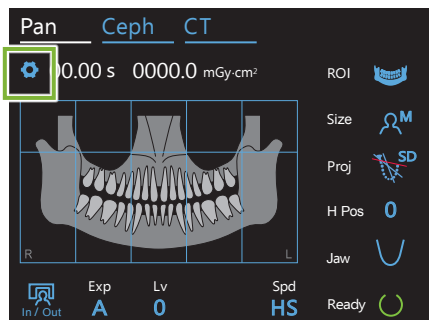 Pan Ceph CT
00.00 s 0000.0 mGy·cm²
ROI
Size M
Proj SD
H Pos 0
R L
Jaw
Exp Lv Spd
In / Out A 0 HS
Ready